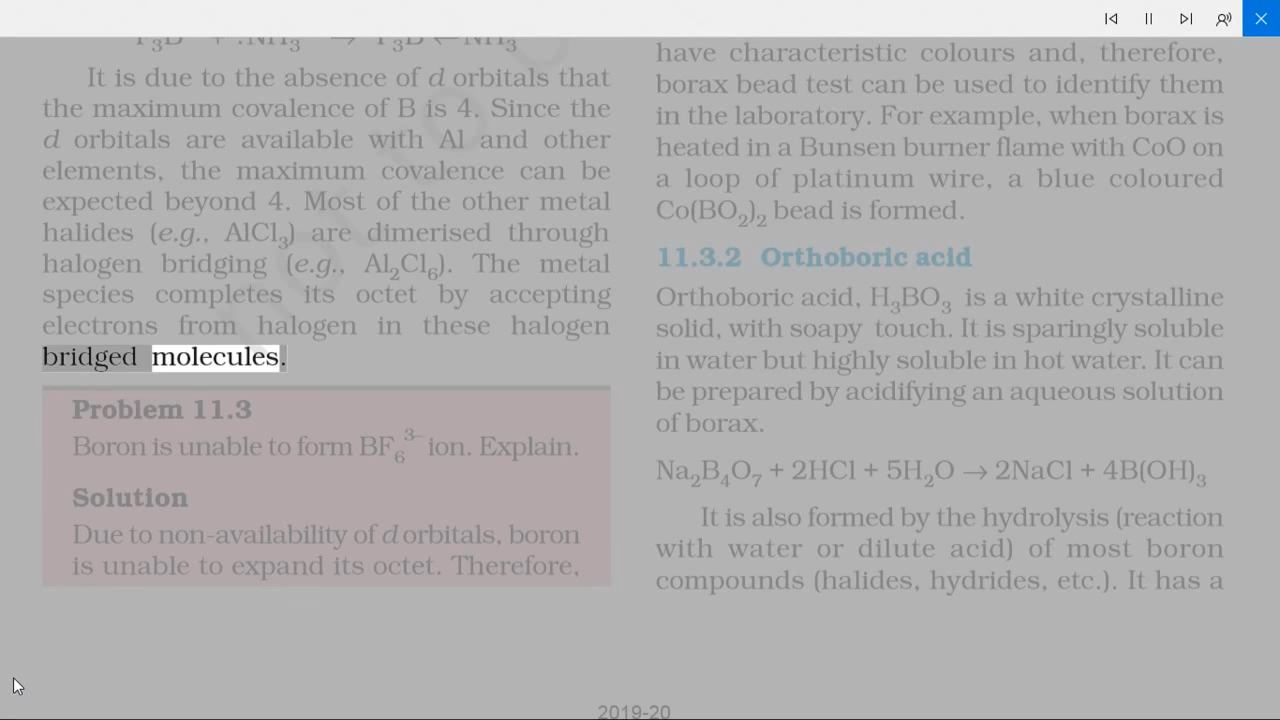 F₃B + :NH₃ → F₃B ← NH₃
It is due to the absence of d orbitals that
the maximum covalence of B is 4. Since the
d orbitals are available with Al and other
elements, the maximum covalence can be
expected beyond 4. Most of the other metal
halides (e.g., AlCl₃) are dimerised through
halogen bridging (e.g., Al₂Cl₆). The metal
species completes its octet by accepting
electrons from halogen in these halogen
bridged molecules.
Problem 11.3
Boron is unable to form BF₆³⁻ ion. Explain.
Solution
Due to non-availability of d orbitals, boron
is unable to expand its octet. Therefore,
have characteristic colours and, therefore,
borax bead test can be used to identify them
in the laboratory. For example, when borax is
heated in a Bunsen burner flame with CoO on
a loop of platinum wire, a blue coloured
Co(BO₂)₂ bead is formed.
11.3.2 Orthoboric acid
Orthoboric acid, H₃BO₃ is a white crystalline
solid, with soapy touch. It is sparingly soluble
in water but highly soluble in hot water. It can
be prepared by acidifying an aqueous solution
of borax.
Na₂B₄O₇ + 2HCl + 5H₂O → 2NaCl + 4B(OH)₃
It is also formed by the hydrolysis (reaction
with water or dilute acid) of most boron
compounds (halides, hydrides, etc.). It has a
2019-20